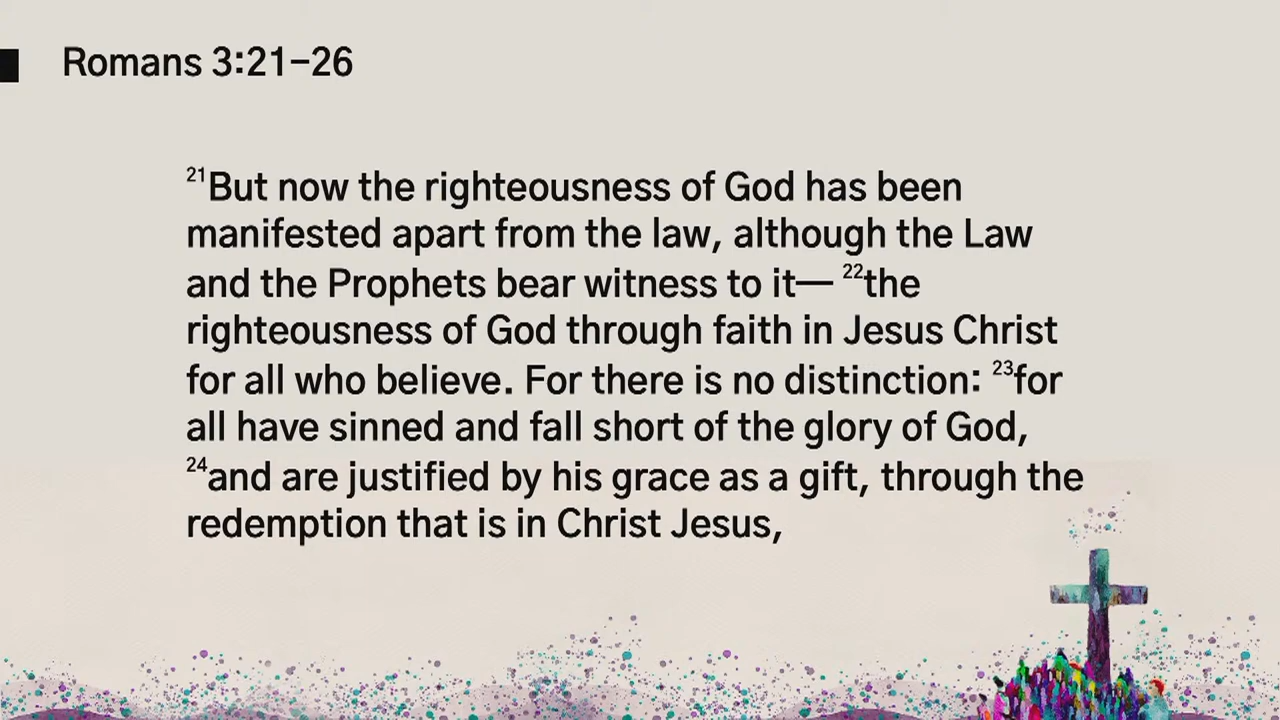 Romans 3:21–26
21But now the righteousness of God has been
manifested apart from the law, although the Law
and the Prophets bear witness to it— 22the
righteousness of God through faith in Jesus Christ
for all who believe. For there is no distinction: 23for
all have sinned and fall short of the glory of God,
24and are justified by his grace as a gift, through the
redemption that is in Christ Jesus,